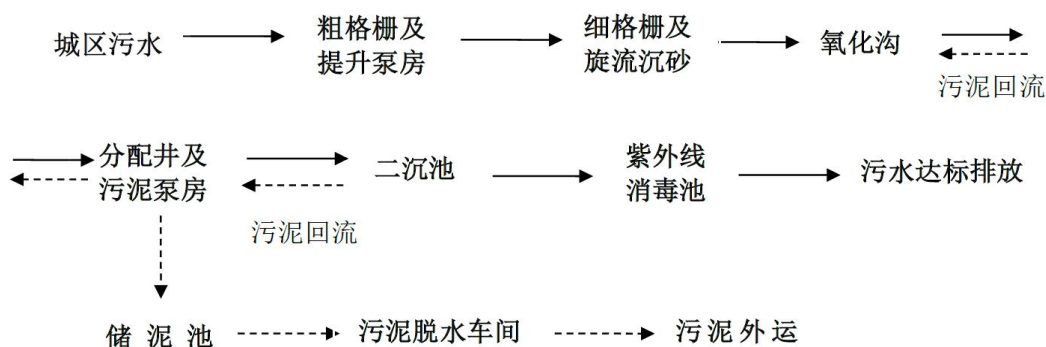 城区污水
粗格栅及
提升泵房
细格栅及
旋流沉砂
氧化沟
污泥回流
分配井及
污泥泵房
二沉池
紫外线
消毒池
污水达标排放
污泥回流
储泥池
污泥脱水车间
污泥外运